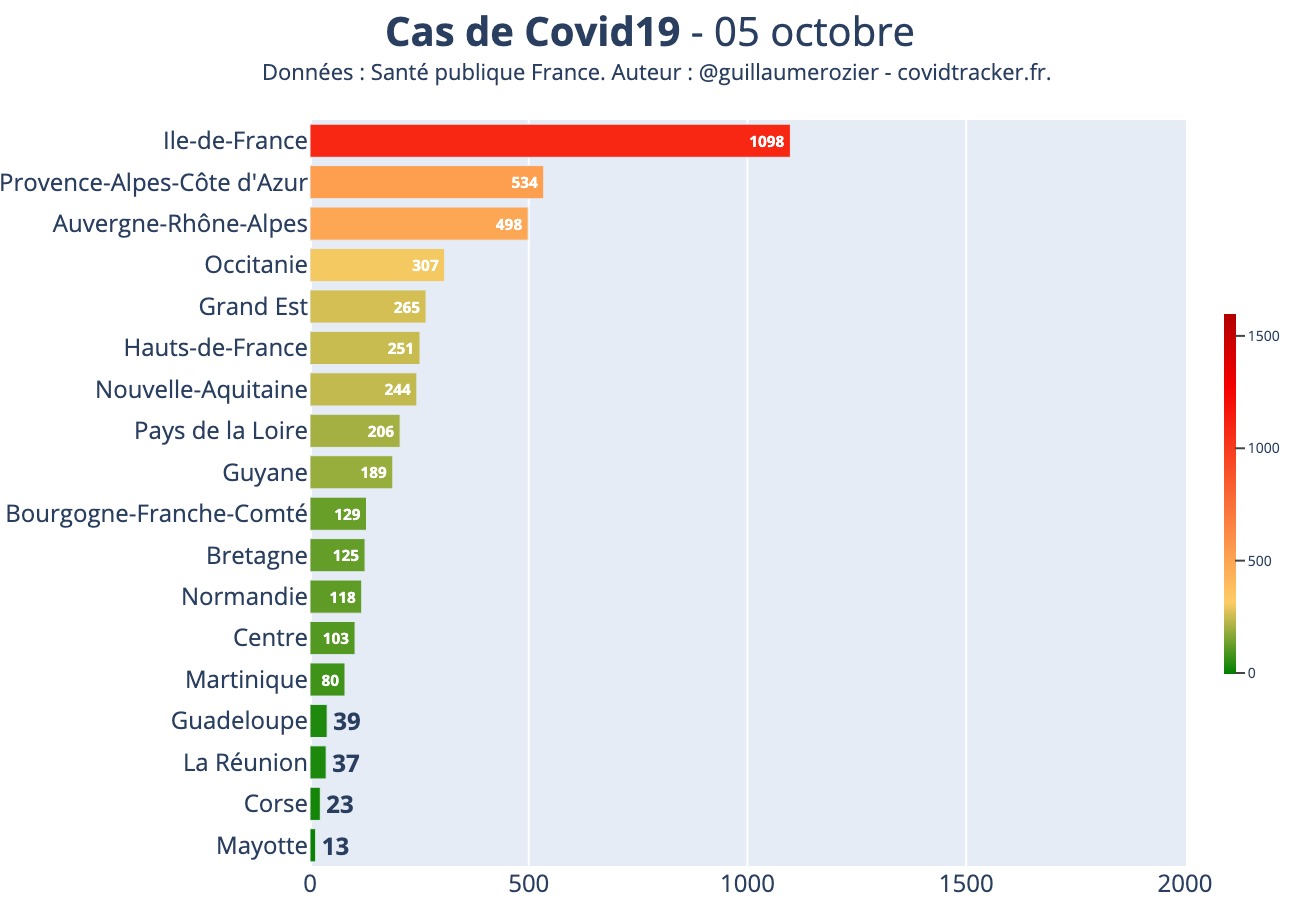 Cas de Covid19 - 05 octobre
Données : Santé publique France. Auteur : @guillaumerozier - covidtracker.fr.
Ile-de-France 1098
Provence-Alpes-Côte d'Azur 534
Auvergne-Rhône-Alpes 498
Occitanie 307
Grand Est 265
Hauts-de-France 251
Nouvelle-Aquitaine 244
Pays de la Loire 206
Guyane 189
Bourgogne-Franche-Comté 129
Bretagne 125
Normandie 118
Centre 103
Martinique 80
Guadeloupe 39
La Réunion 37
Corse 23
Mayotte 13
0 500 1000 1500 2000
1500
1000
500
0